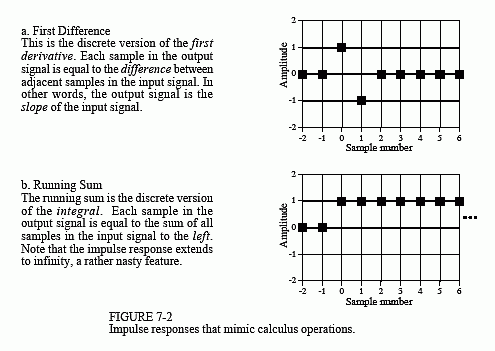 a. First Difference
This is the discrete version of the first
derivative. Each sample in the output
signal is equal to the difference between
adjacent samples in the input signal. In
other words, the output signal is the
slope of the input signal.
2
1
0
-1
-2
Amplitude
-2 -1 0 1 2 3 4 5 6
Sample number
b. Running Sum
The running sum is the discrete version
of the integral. Each sample in the
output signal is equal to the sum of all
samples in the input signal to the left.
Note that the impulse response extends
to infinity, a rather nasty feature.
2
1
0
-1
-2
Amplitude
-2 -1 0 1 2 3 4 5 6
Sample number
FIGURE 7-2
Impulse responses that mimic calculus operations.